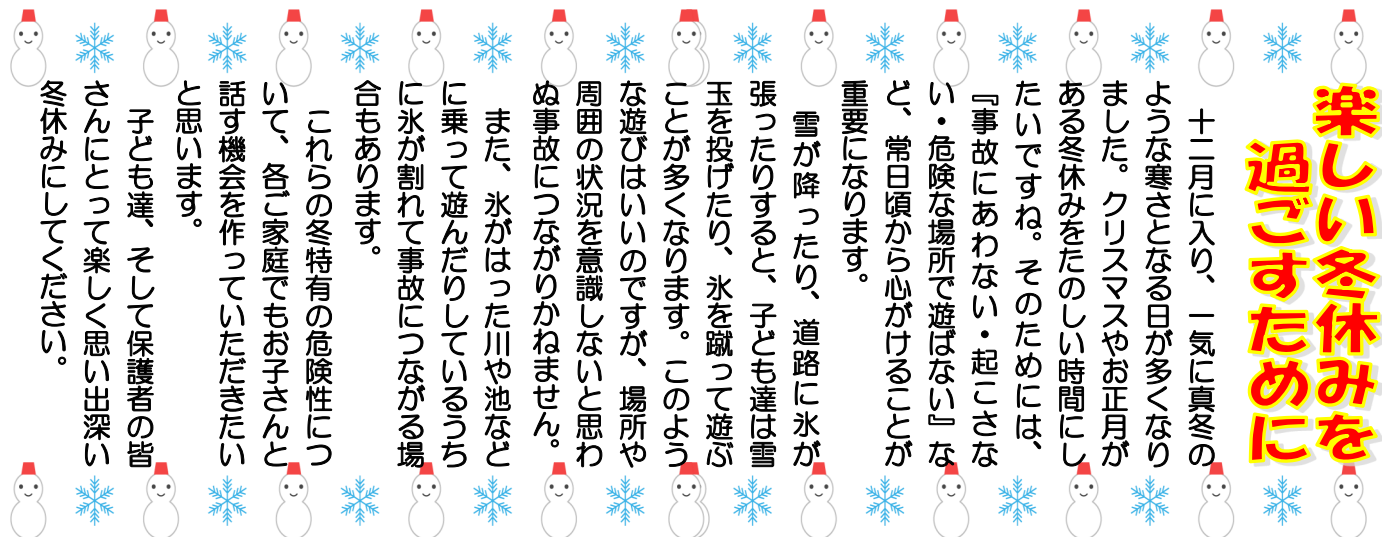 楽しい冬休みを
過ごすために
十二月に入り、一気に真冬の
ような寒さとなる日が多くなり
ました。クリスマスやお正月が
ある冬休みをたのしい時間にし
たいですね。そのためには、
『事故にあわない・起こさな
い・危険な場所で遊ばない』な
ど、常日頃から心がけることが
重要になります。
雪が降ったり、道路に氷が
張ったりすると、子ども達は雪
玉を投げたり、氷を蹴って遊ぶ
ことが多くなります。このよう
な遊びはいいのですが、場所や
周囲の状況を意識しないと思わ
ぬ事故につながりかねません。
また、氷がはった川や池など
に乗って遊んだりしているうち
に氷が割れて事故につながる場
合もあります。
これらの冬特有の危険性につ
いて、各ご家庭でもお子さんと
話す機会を作っていただきたい
と思います。
子ども達、そして保護者の皆
さんにとって楽しく思い出深い
冬休みにしてください。